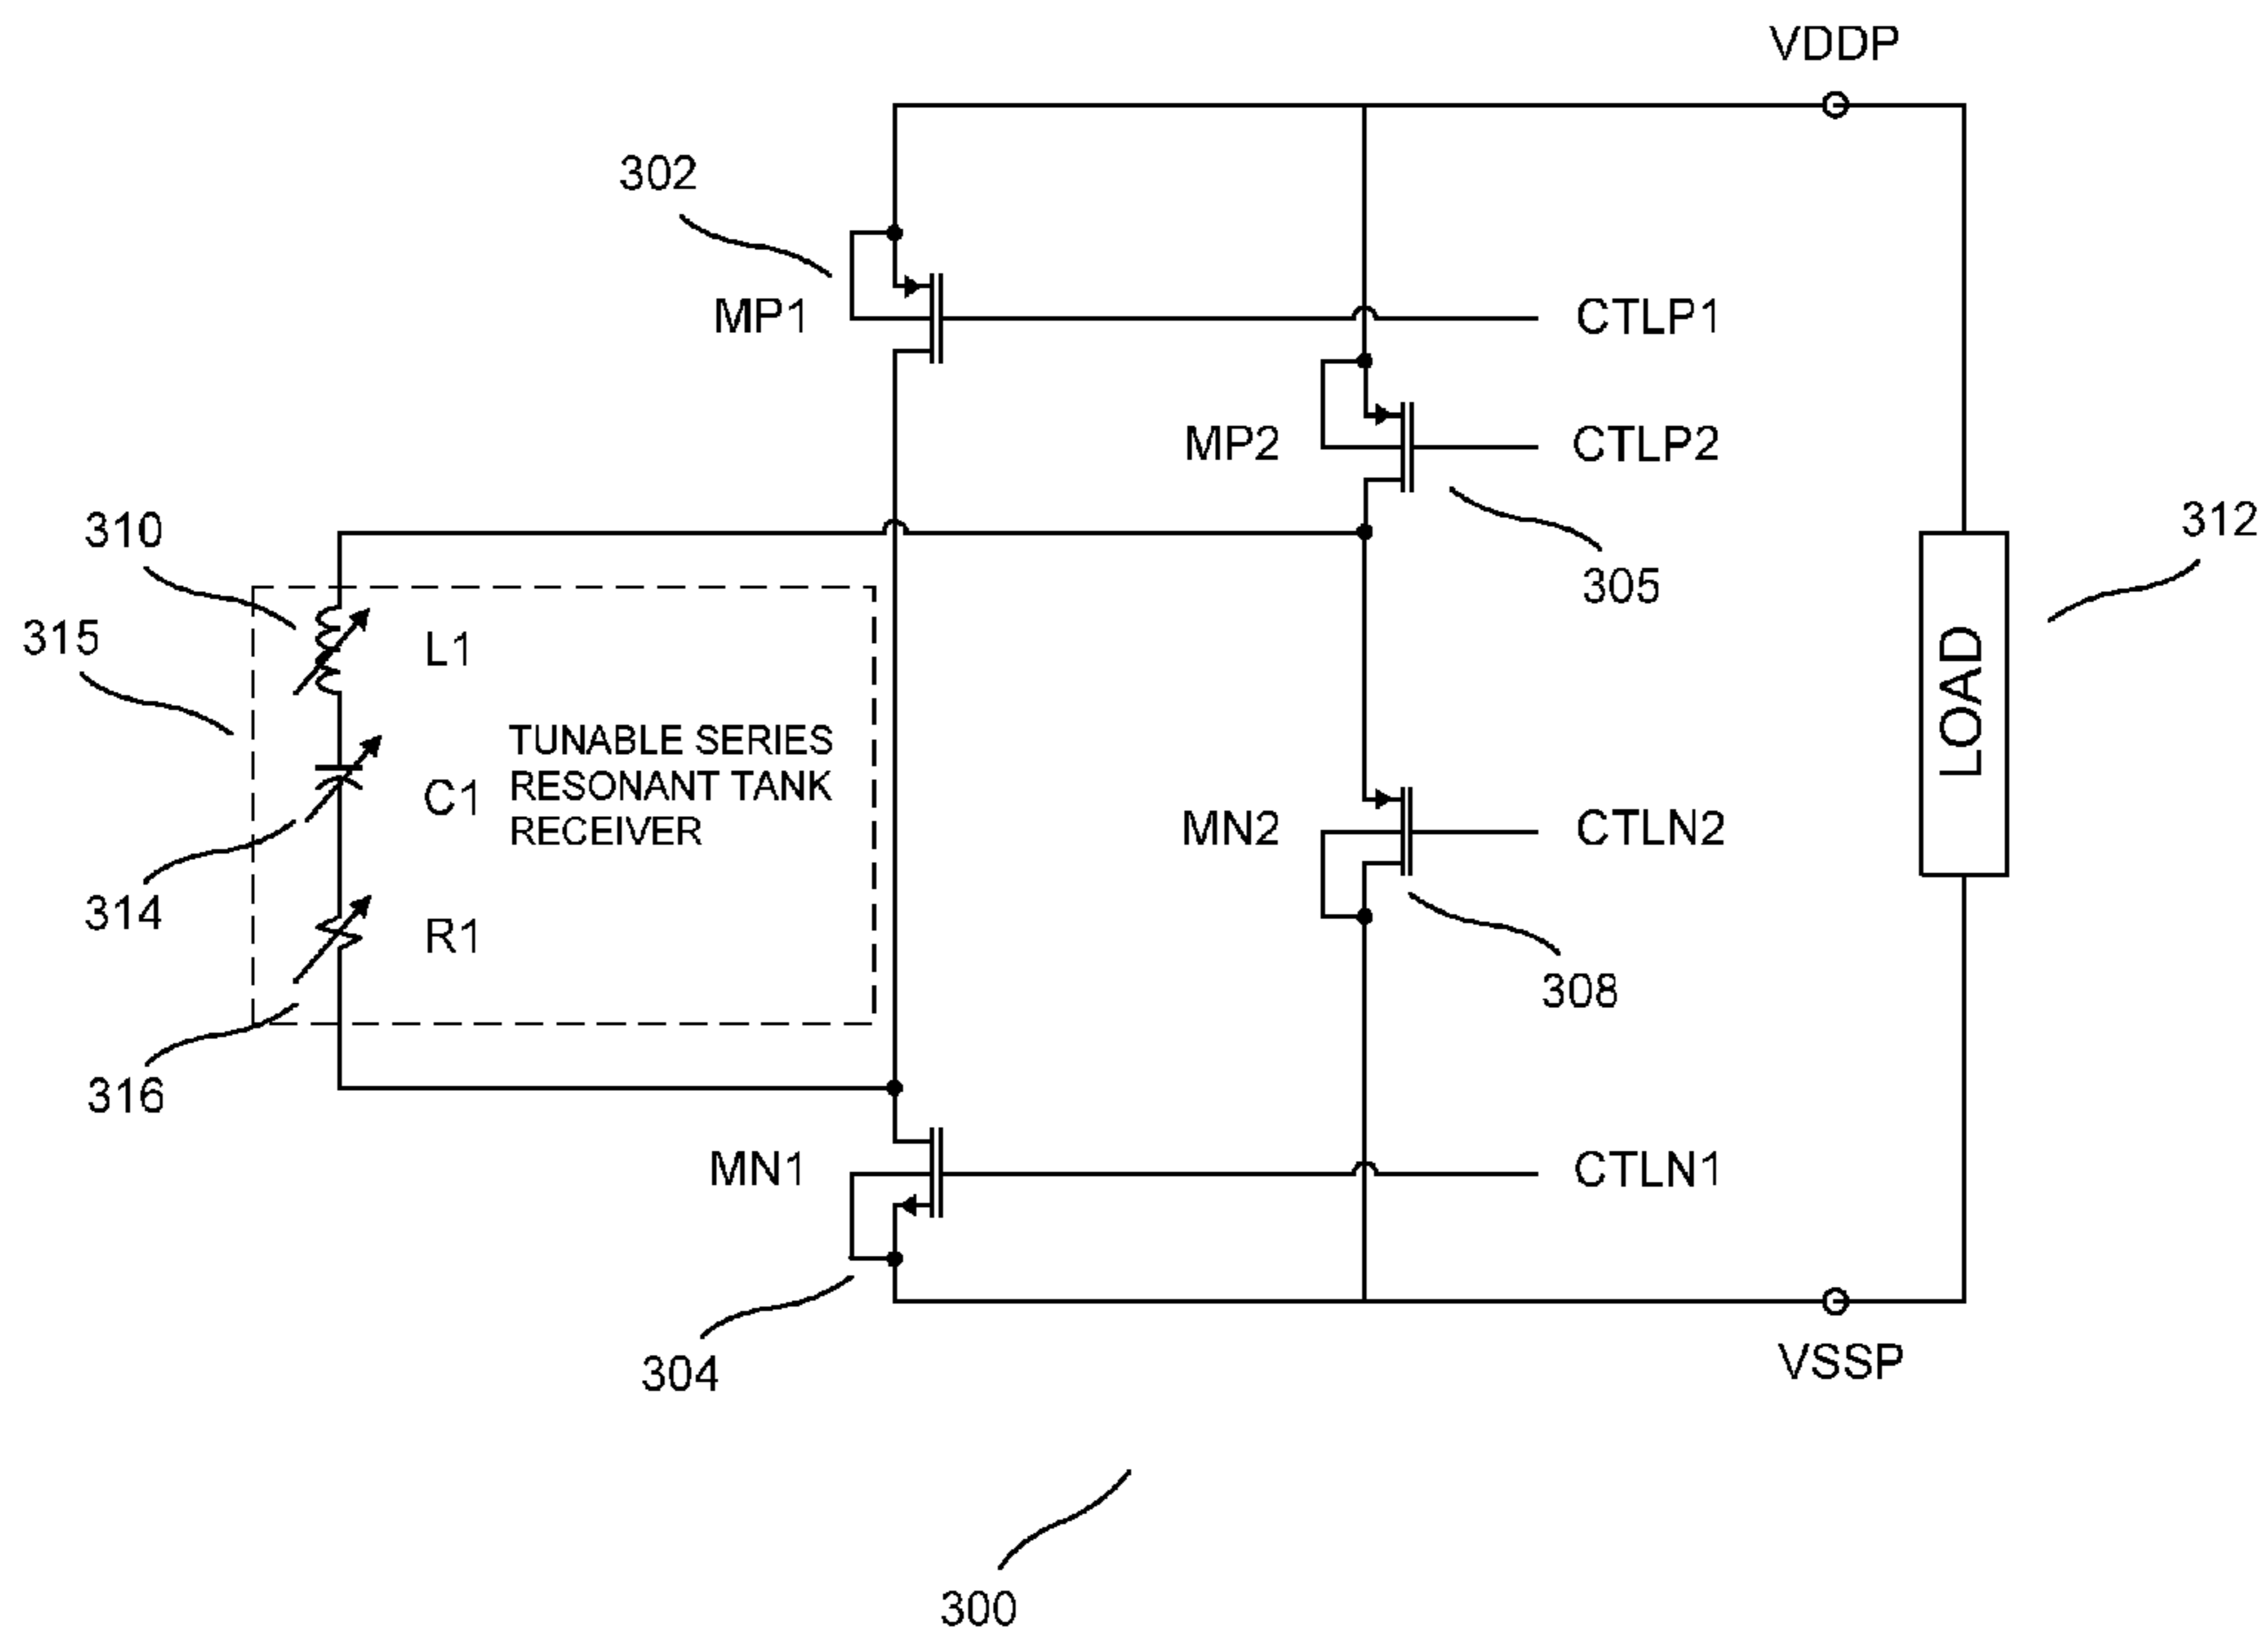 VDDP
302
MP1
CTLP1
MP2
CTLP2
310
312
305
315
L1
TUNABLE SERIES
RESONANT TANK
RECEIVER
LOAD
C1
MN2
CTLN2
314
R1
308
316
MN1
CTLN1
VSSP
304
300